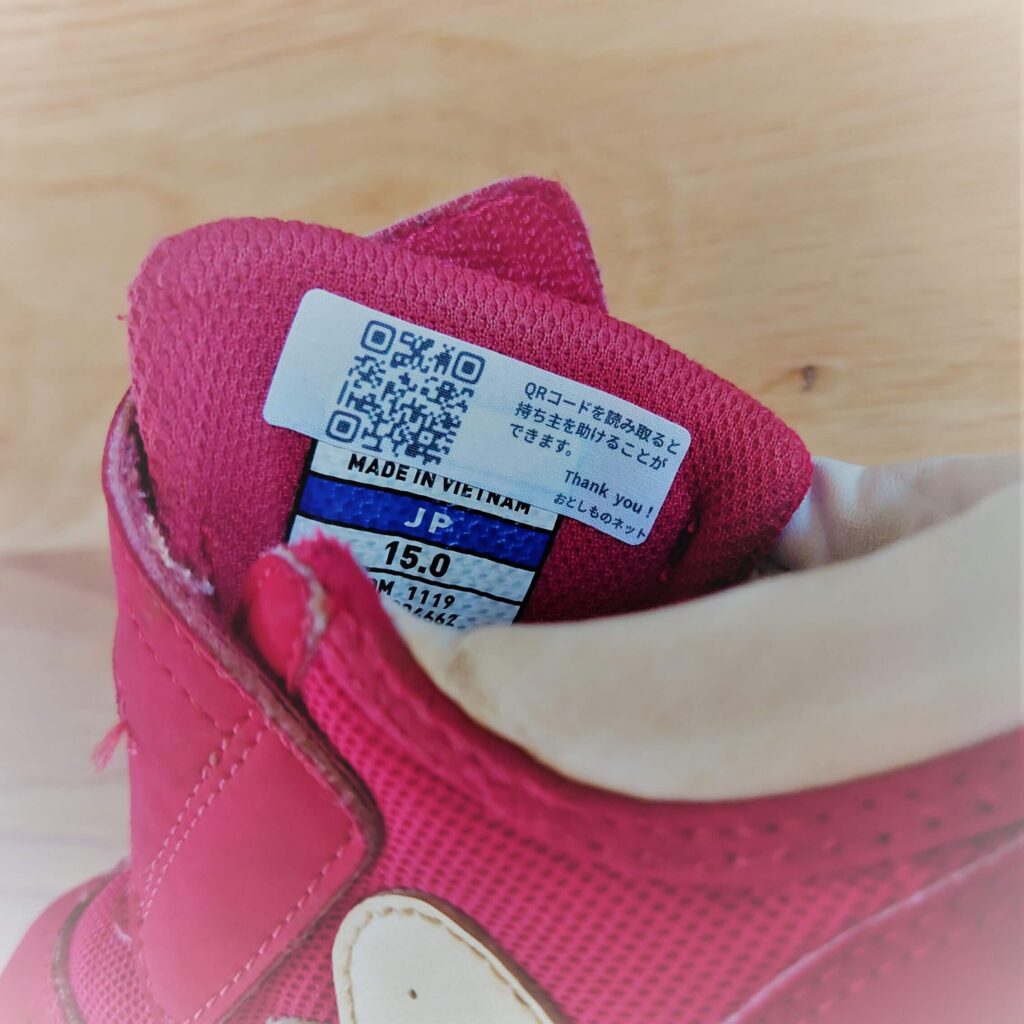 QRコードを読み取ると
持ち主を助けることが
できます。
Thank you !
おとしものネット
MADE IN VIETNAM
JP
15.0
1119